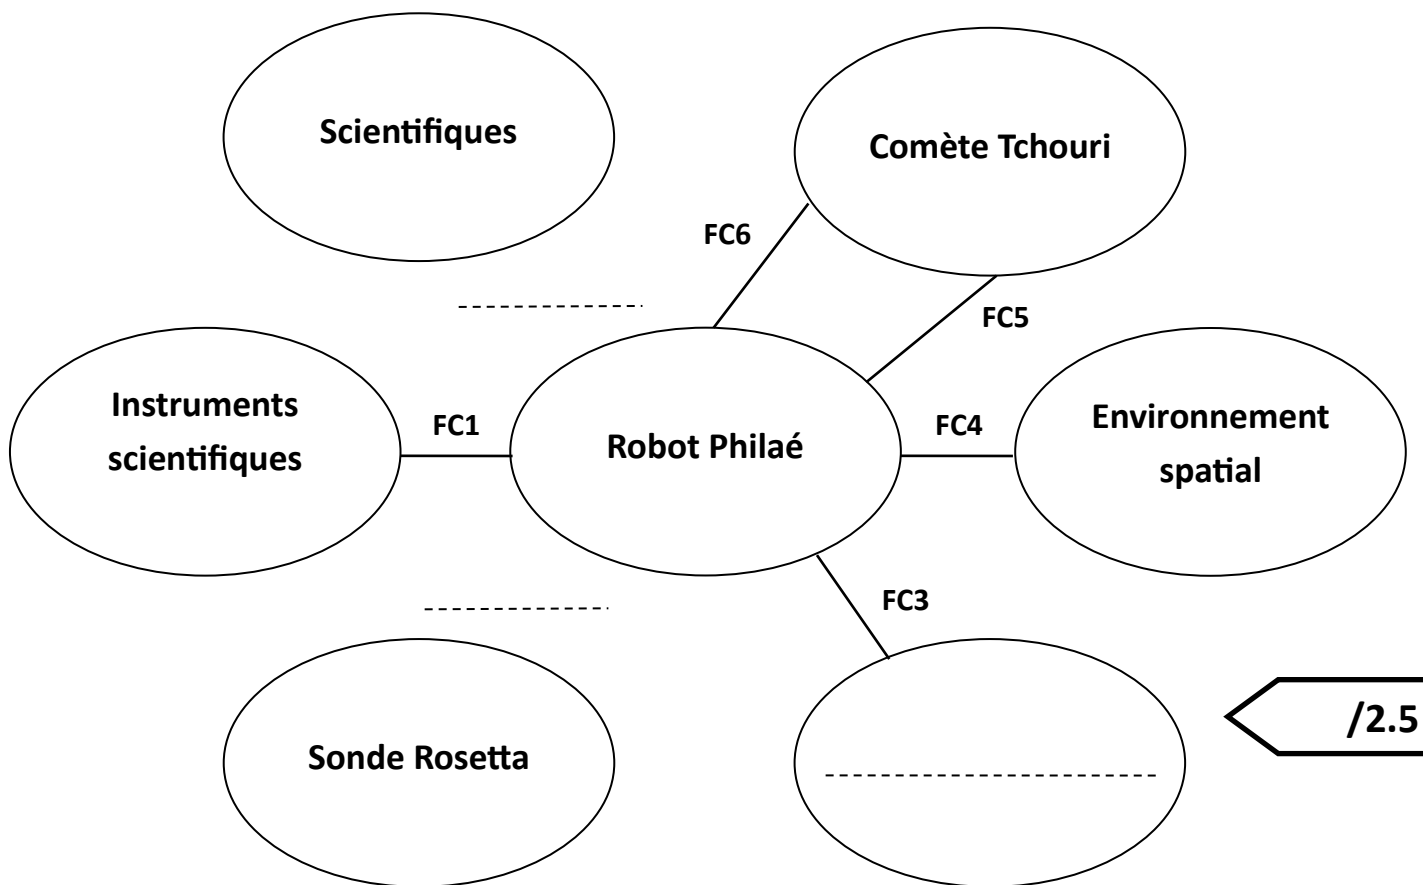 Scientifiques
Comète Tchouri
FC6
FC5
Instruments
scientifiques
FC1
Robot Philaé
FC4
Environnement
spatial
FC3
Sonde Rosetta
/2.5